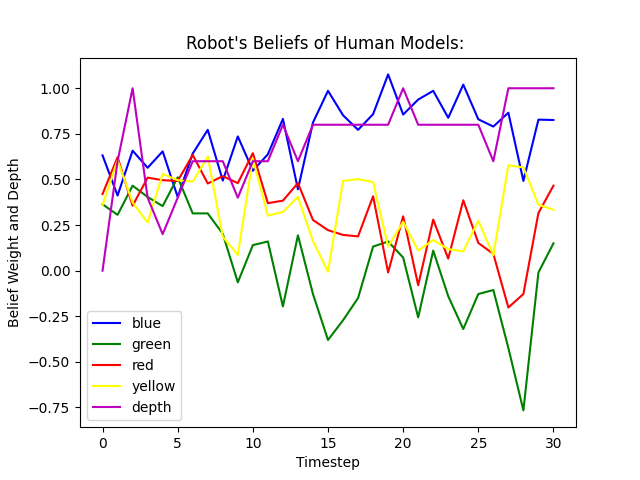 Robot's Beliefs of Human Models:
Belief Weight and Depth
1.00
0.75
0.50
0.25
0.00
−0.25
−0.50
−0.75
blue
green
red
yellow
depth
0 5 10 15 20 25 30
Timestep